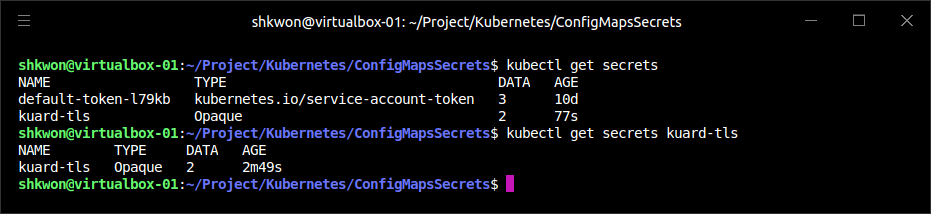 shkwon@virtualbox-01: ~/Project/Kubernetes/ConfigMapsSecrets
shkwon@virtualbox-01:~/Project/Kubernetes/ConfigMapsSecrets$ kubectl get secrets
NAME                  TYPE                                  DATA   AGE
default-token-l79kb   kubernetes.io/service-account-token   3      10d
kuard-tls             Opaque                                2      77s
shkwon@virtualbox-01:~/Project/Kubernetes/ConfigMapsSecrets$ kubectl get secrets kuard-tls
NAME        TYPE     DATA   AGE
kuard-tls   Opaque   2      2m49s
shkwon@virtualbox-01:~/Project/Kubernetes/ConfigMapsSecrets$